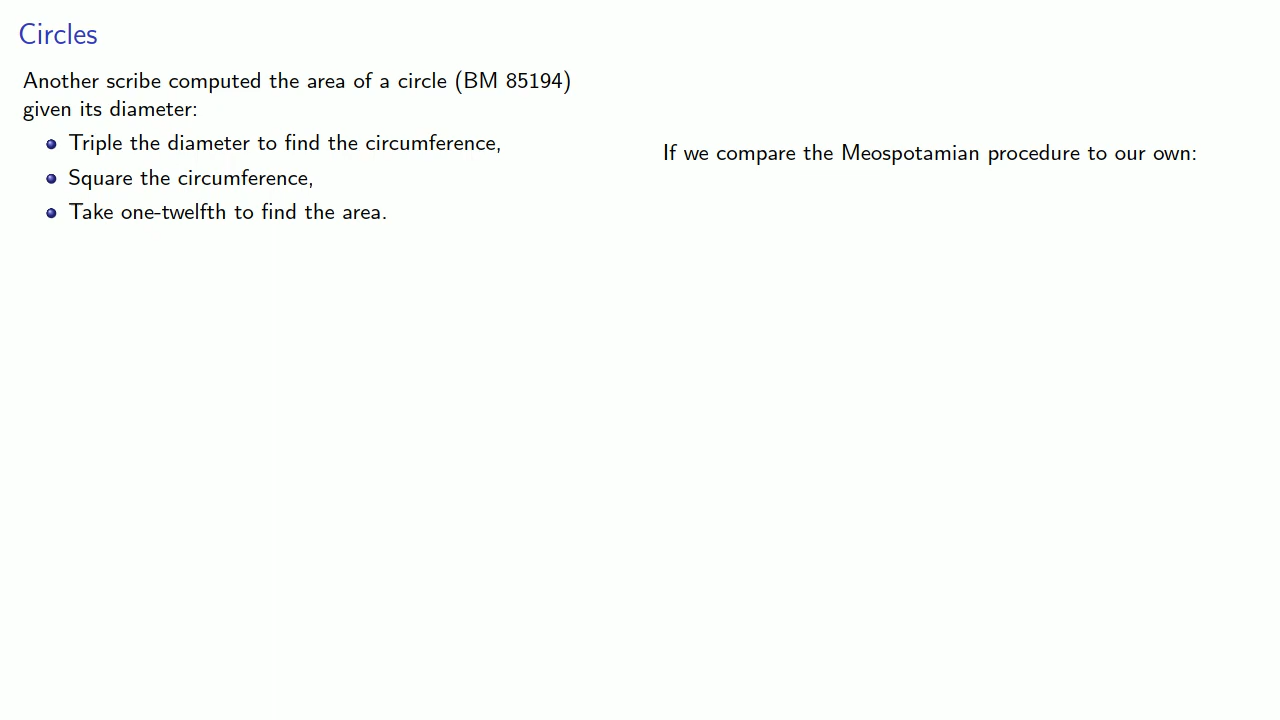 Circles
Another scribe computed the area of a circle (BM 85194)
given its diameter:
Triple the diameter to find the circumference,
Square the circumference,
Take one-twelfth to find the area.
If we compare the Meospotamian procedure to our own: